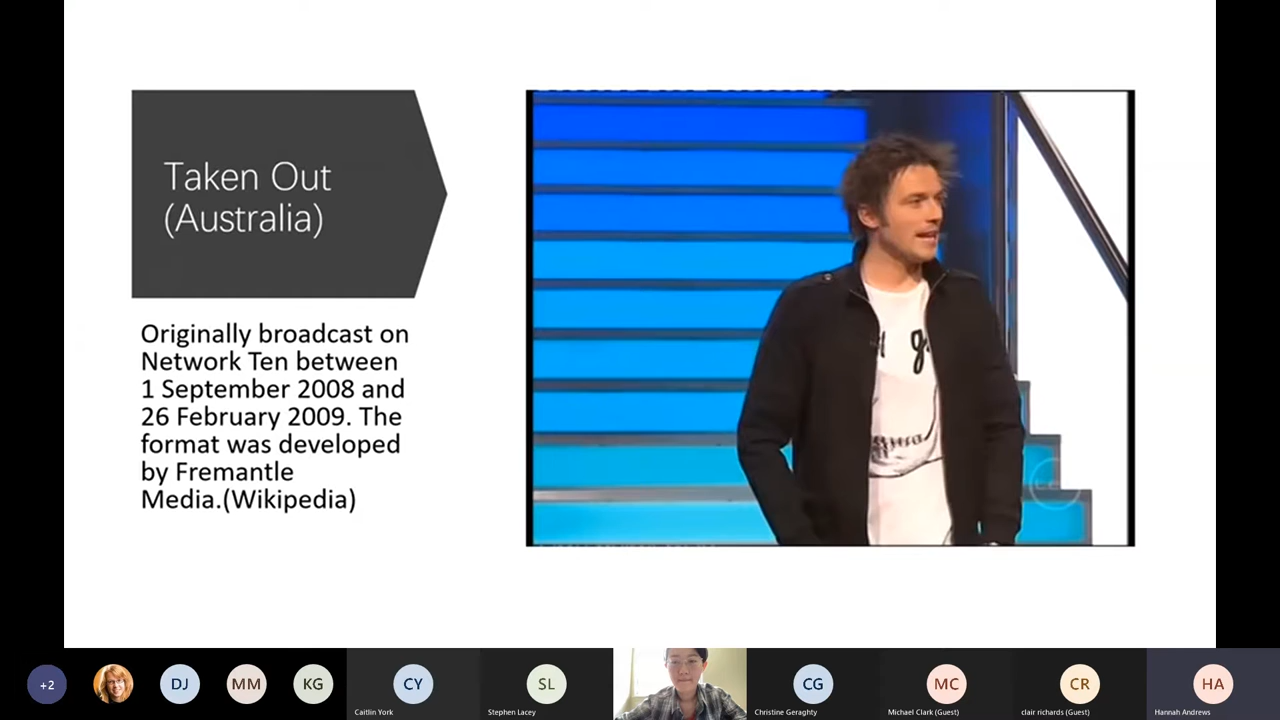 Taken Out
(Australia)
Originally broadcast on
Network Ten between
1 September 2008 and
26 February 2009. The
format was developed
by Fremantle
Media.(Wikipedia)
+2
DJ
MM
KG
CY
SL
CG
MC
CR
HA
Caitlin York
Stephen Lacey
Christine Geraghty
Michael Clark (Guest)
clair richards (Guest)
Hannah Andrews